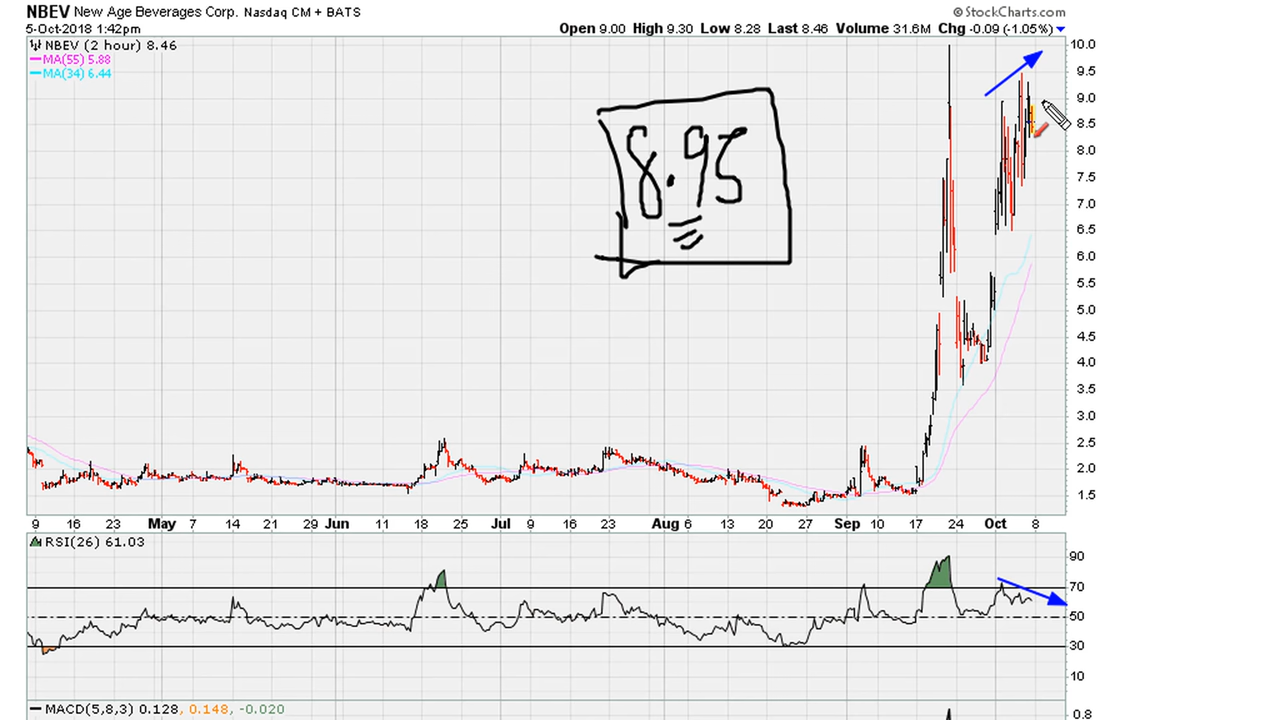 NBEV New Age Beverages Corp. Nasdaq CM + BATS
© StockCharts.com
5-Oct-2018 1:42pm
Open 9.00 High 9.30 Low 8.28 Volume 31.6M Last 8.46 Chg -0.09 (-1.05%)
NBEV (2 hour) 8.46
MA(55) 5.88
MA(34) 6.44
8.95
10.0
9.5
9.0
8.5
8.0
7.5
7.0
6.5
6.0
5.5
5.0
4.5
4.0
3.5
3.0
2.5
2.0
1.5
9 16 23 May 7 14 21 29 Jun 11 18 25 Jul 9 16 23 Aug 6 13 20 27 Sep 10 17 24 Oct 8
RSI(26) 61.03
90
70
50
30
10
MACD(5,8,3) 0.128, 0.148, -0.020
0.8